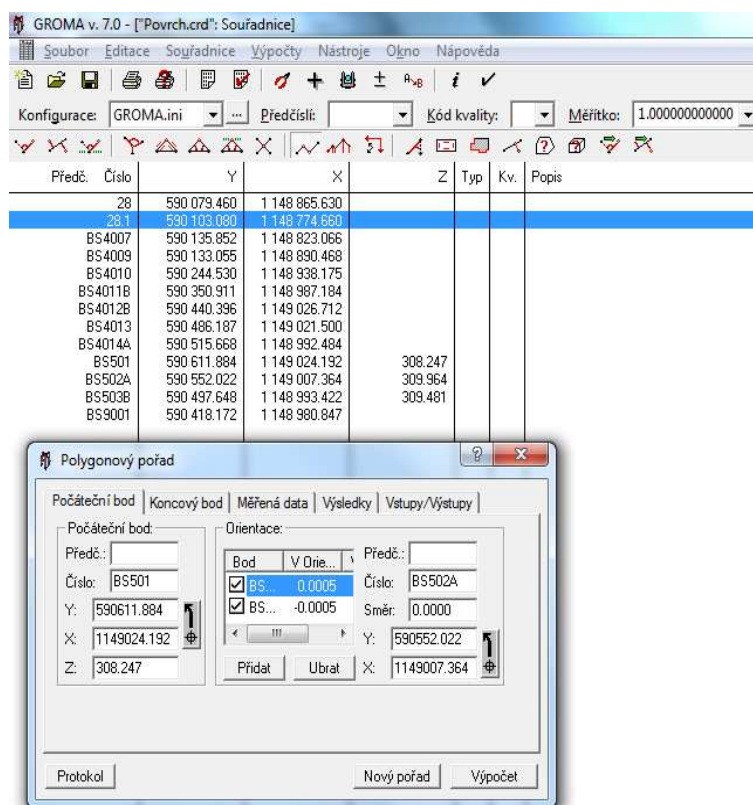 GROMA v. 7.0 - ["Povrch.crd": Souřadnice]
Soubor Editace Souřadnice Výpočty Nástroje Okno Nápověda
Konfigurace: GROMA.ini ... Předčíslí: Kód kvality: Měřítko: 1.000000000000
Předč. Číslo Y X Z Typ Kv. Popis
28 590 079.460 1 148 865.630
28.1 590 103.080 1 148 774.660
BS4007 590 135.852 1 148 823.066
BS4009 590 133.055 1 148 890.468
BS4010 590 244.530 1 148 938.175
BS4011B 590 350.911 1 148 987.184
BS4012B 590 440.396 1 149 026.712
BS4013 590 486.187 1 149 021.500
BS4014A 590 515.668 1 148 992.484
BS501 590 611.884 1 149 024.192 308.247
BS502A 590 552.022 1 149 007.364 309.964
BS503B 590 497.648 1 148 993.422 309.481
BS9001 590 418.172 1 148 980.847
Polygonový pořad
Počáteční bod Koncový bod Měřená data Výsledky Vstupy/Výstupy
Počáteční bod: Orientace:
Předč.: Bod V Orie... Předč.:
Číslo: BS501 BS... 0.0005 Číslo: BS502A
Y: 590611.884 BS... -0.0005 Směr: 0.0000
X: 1149024.192 Y: 590552.022
Z: 308.247 Přidat Ubrat X: 1149007.364
Protokol Nový pořad Výpočet